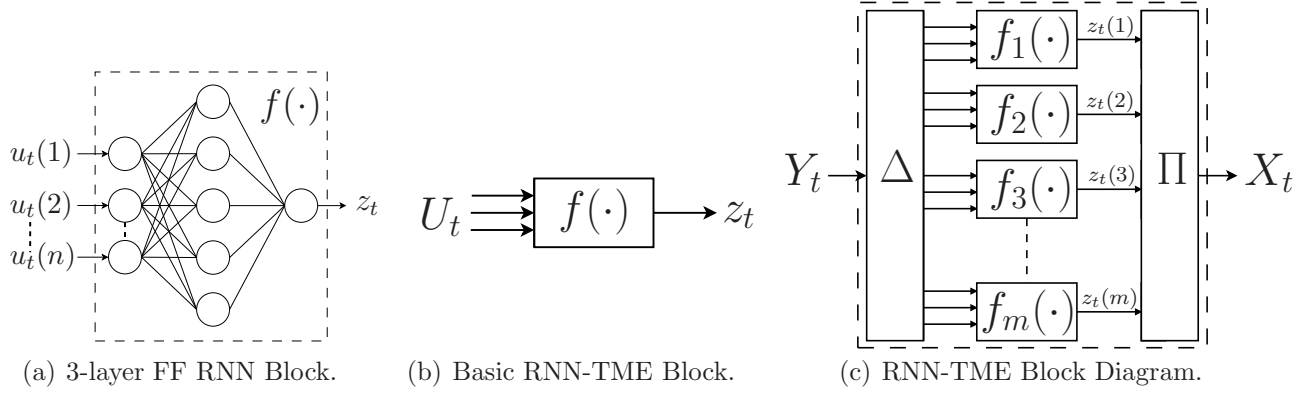 f(·)
u_t(1)
u_t(2)
u_t(n)
z_t
(a) 3-layer FF RNN Block.
U_t
f(·)
z_t
(b) Basic RNN-TME Block.
Y_t
Δ
f_1(·)
z_t(1)
f_2(·)
z_t(2)
f_3(·)
z_t(3)
f_m(·)
z_t(m)
Π
X_t
(c) RNN-TME Block Diagram.